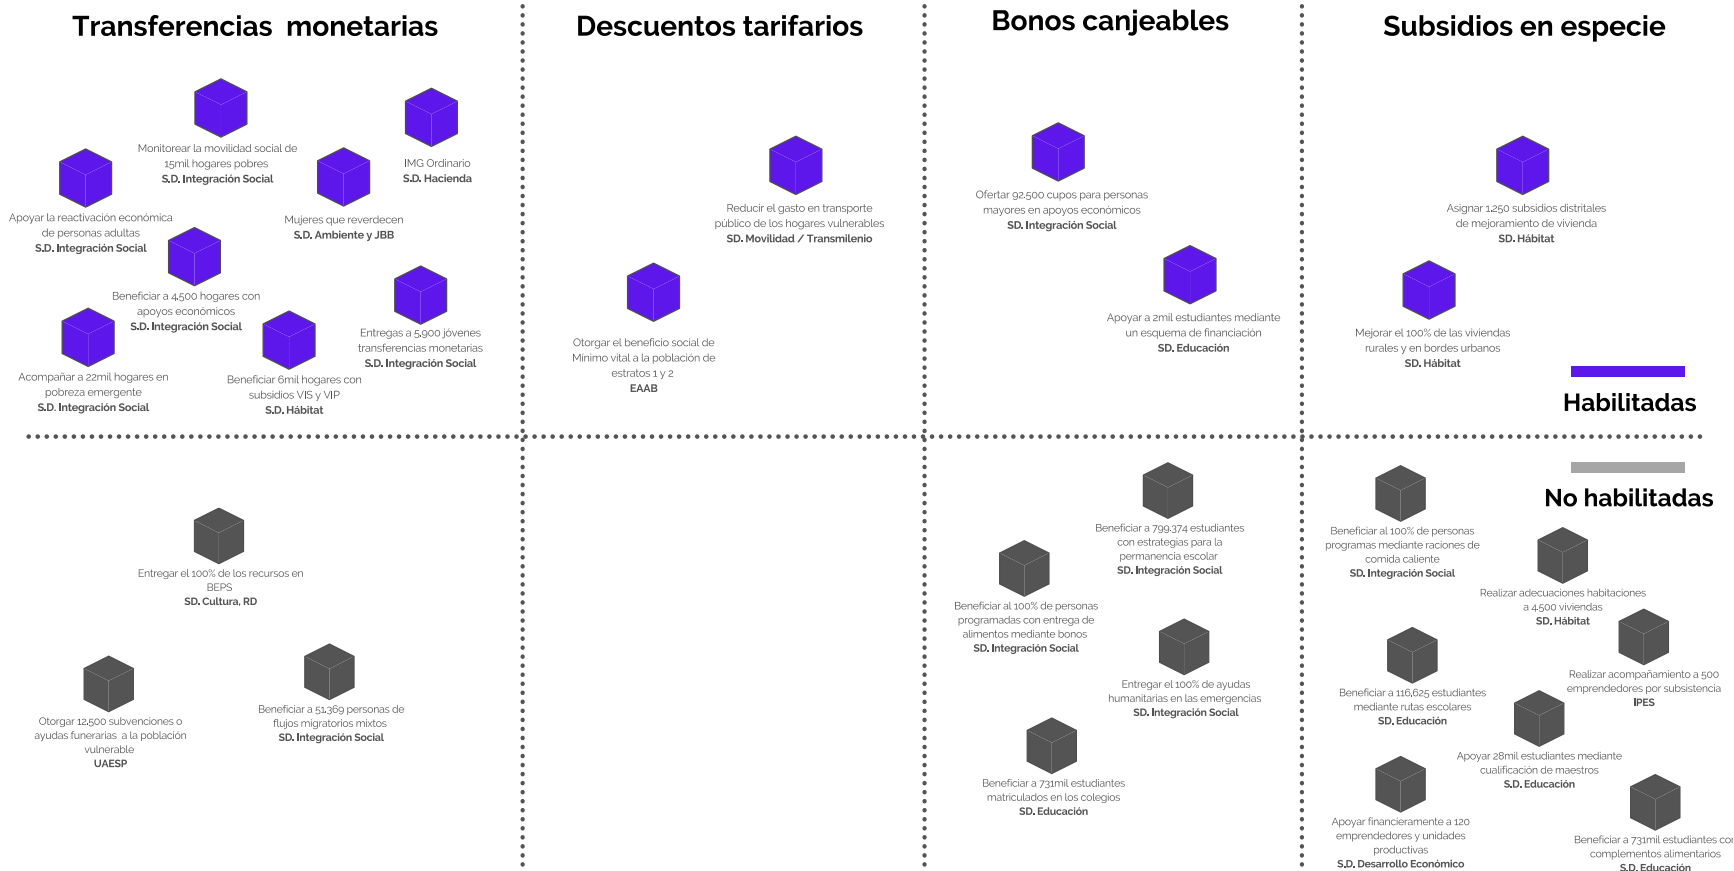 Transferencias monetarias
Descuentos tarifarios
Bonos canjeables
Subsidios en especie
Monitorear la movilidad social de
15mil hogares pobres
S.D. Integración Social
IMG Ordinario
S.D. Hacienda
Apoyar la reactivación económica
de personas adultas
S.D. Integración Social
Mujeres que reverdecen
S.D. Ambiente y JBB
Beneficiar a 4,500 hogares con
apoyos económicos
S.D. Integración Social
Entregas a 5,900 jóvenes
transferencias monetarias
S.D. Integración Social
Acompañar a 22mil hogares en
pobreza emergente
S.D. Integración Social
Beneficiar 6mil hogares con
subsidios VIS y VIP
S.D. Hábitat
Reducir el gasto en transporte
público de los hogares vulnerables
SD. Movilidad / Transmilenio
Otorgar el beneficio social de
Mínimo vital a la población de
estratos 1 y 2
EAAB
Ofertar 92.500 cupos para personas
mayores en apoyos económicos
SD. Integración Social
Apoyar a 2mil estudiantes mediante
un esquema de financiación
SD. Educación
Asignar 1,250 subsidios distritales
de mejoramiento de vivienda
SD. Hábitat
Mejorar el 100% de las viviendas
rurales y en bordes urbanos
SD. Hábitat
Habilitadas
No habilitadas
Entregar el 100% de los recursos en
BEPS
SD. Cultura, RD
Otorgar 12,500 subvenciones o
ayudas funerarias a la población
vulnerable
UAESP
Beneficiar a 51,369 personas de
flujos migratorios mixtos
SD. Integración Social
Beneficiar a 799.374 estudiantes
con estrategias para la
permanencia escolar
SD. Integración Social
Beneficiar al 100% de personas
programadas con entrega de
alimentos mediante bonos
SD. Integración Social
Entregar el 100% de ayudas
humanitarias en las emergencias
SD. Integración Social
Beneficiar a 731mil estudiantes
matriculados en los colegios
SD. Educación
Beneficiar al 100% de personas
programas mediante raciones de
comida caliente
SD. Integración Social
Realizar adecuaciones habitaciones
a 4.500 viviendas
SD. Hábitat
Realizar acompañamiento a 500
emprendedores por subsistencia
IPES
Beneficiar a 116,625 estudiantes
mediante rutas escolares
SD. Educación
Apoyar 28mil estudiantes mediante
cualificación de maestros
S.D. Educación
Apoyar financieramente a 120
emprendedores y unidades
productivas
S.D. Desarrollo Económico
Beneficiar a 731mil estudiantes con
complementos alimentarios
S.D. Educación